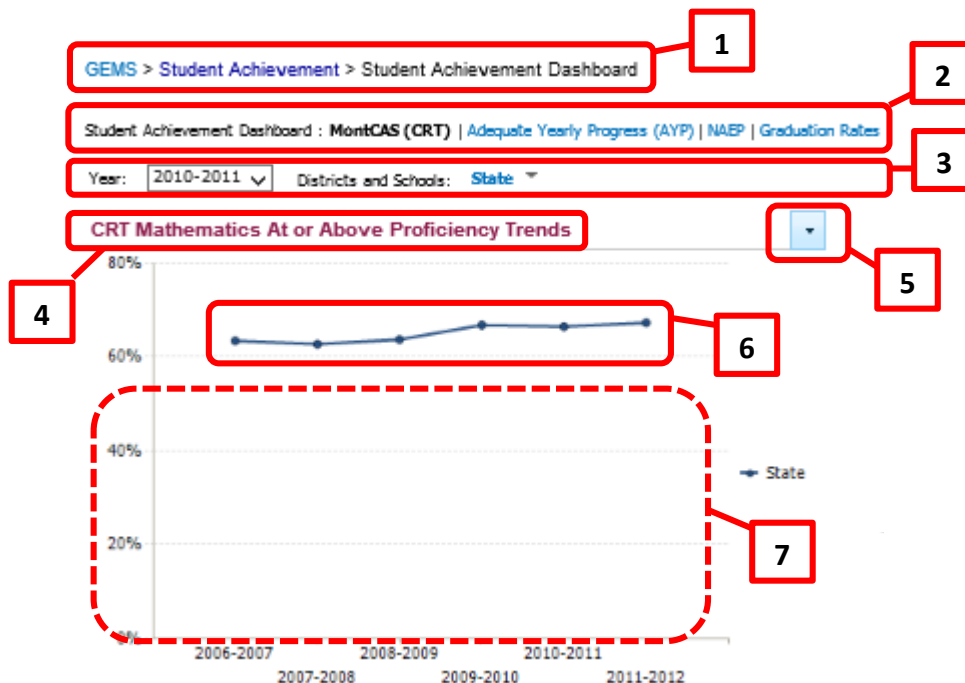 1
GEMS > Student Achievement > Student Achievement Dashboard
2
Student Achievement Dashboard : MontCAS (CRT) | Adequate Yearly Progress (AYP) | NAEP | Graduation Rates
3
Year: 2010-2011 Districts and Schools: State
CRT Mathematics At or Above Proficiency Trends
5
4
80%
6
60%
40%
State
20%
7
0%
2006-2007 2008-2009 2010-2011
2007-2008 2009-2010 2011-2012